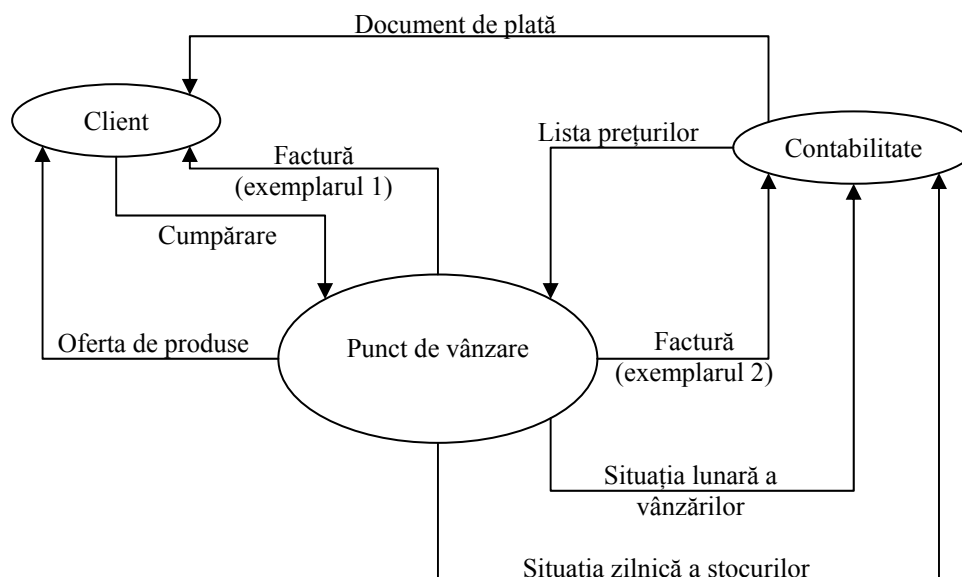 Document de plată
Client
Lista prețurilor
Contabilitate
Factură
(exemplarul 1)
Cumpărare
Oferta de produse
Punct de vânzare
Factură
(exemplarul 2)
Situația lunară a
vânzărilor
Situația zilnică a stocurilor